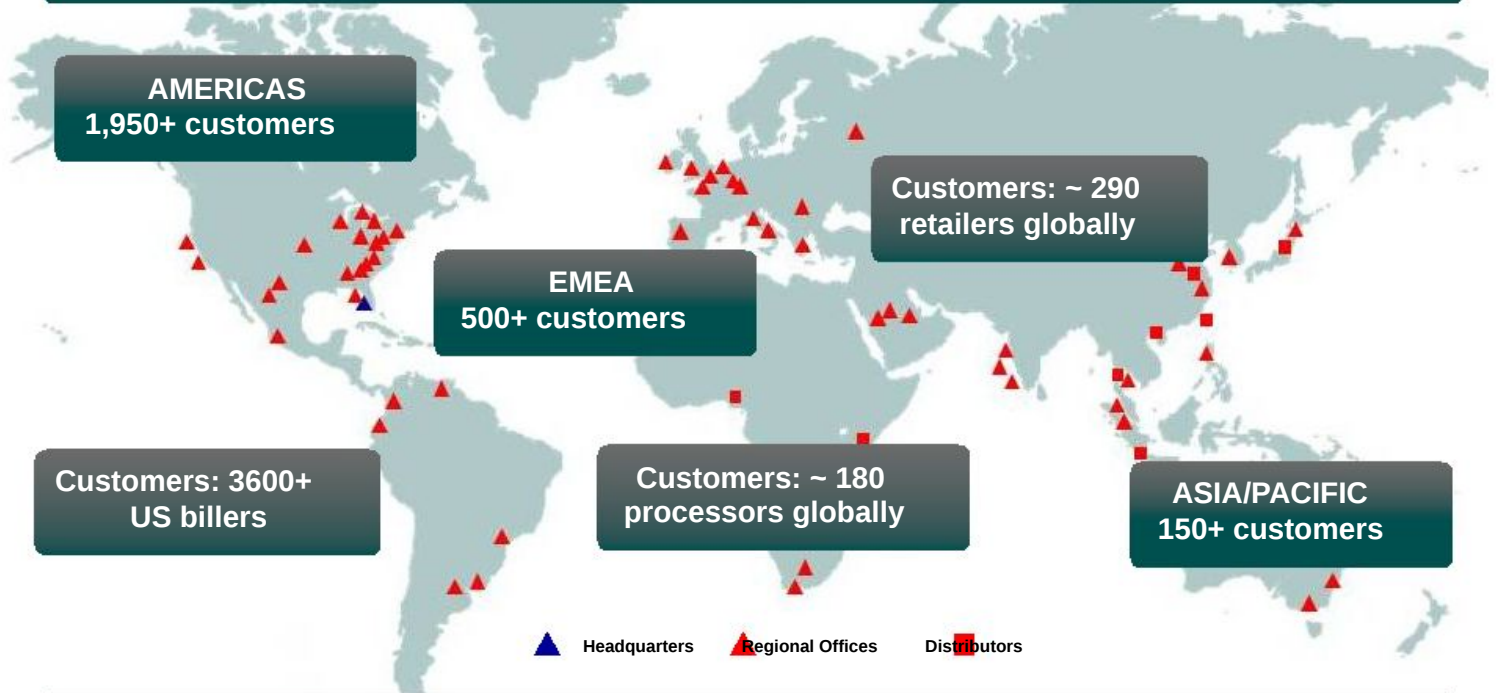 AMERICAS
1,950+ customers
Customers: ~ 290
retailers globally
EMEA
500+ customers
Customers: 3600+
US billers
Customers: ~ 180
processors globally
ASIA/PACIFIC
150+ customers
Headquarters
Regional Offices
Distributors